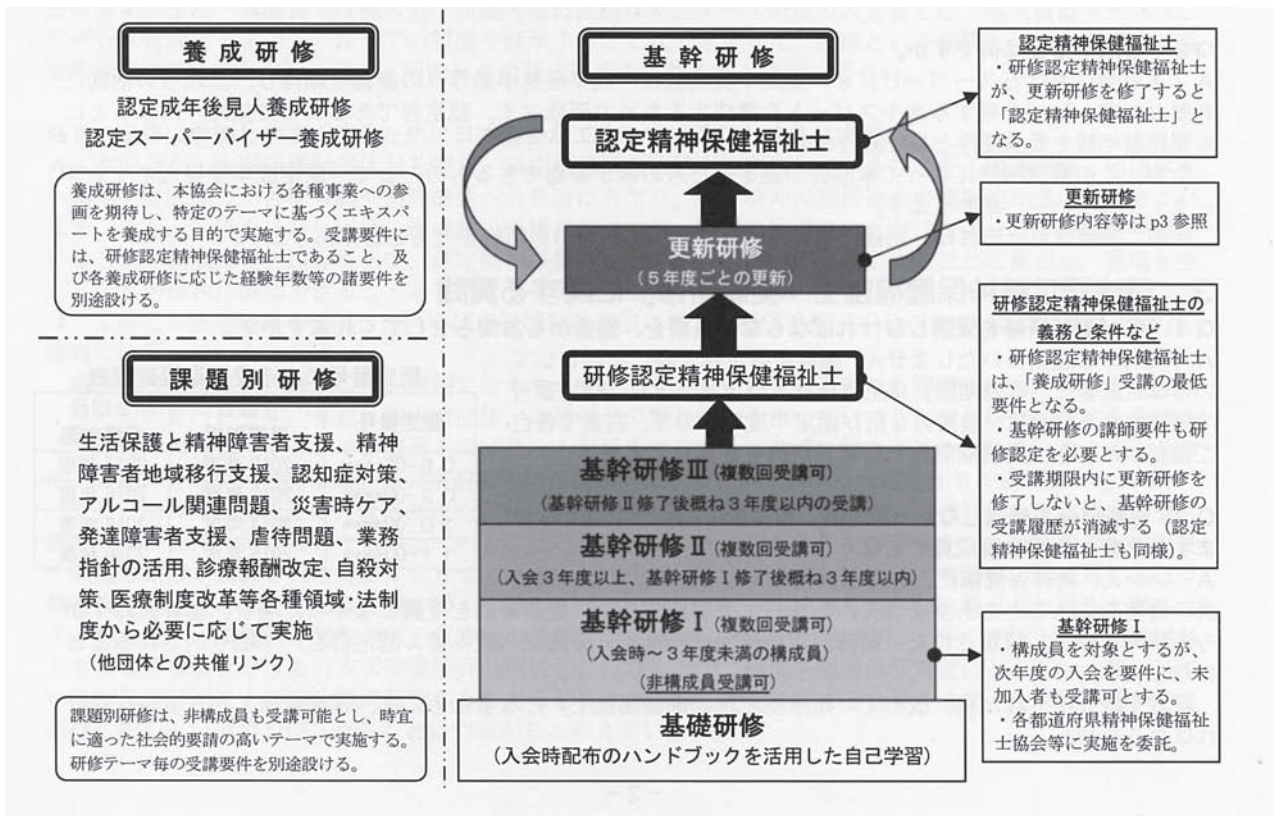 養成研修
認定成年後見人養成研修
認定スーパーバイザー養成研修
養成研修は、本協会における各種事業への参
画を期待し、特定のテーマに基づくエキスパ
ートを養成する目的で実施する。受講要件に
は、研修認定精神保健福祉士であること、及
び各養成研修に応じた経験年数等の諸要件を
別途設ける。
課題別研修
生活保護と精神障害者支援、精神
障害者地域移行支援、認知症対策、
アルコール関連問題、災害時ケア、
発達障害者支援、虐待問題、業務
指針の活用、診療報酬改定、自殺対
策、医療制度改革等各種領域・法制
度から必要に応じて実施
(他団体との共催リンク)
課題別研修は、非構成員も受講可能とし、時宜
に適った社会的要請の高いテーマで実施する。
研修テーマ毎の受講要件を別途設ける。
基幹研修
認定精神保健福祉士
更新研修
(5年度ごとの更新)
研修認定精神保健福祉士
基幹研修Ⅲ(複数回受講可)
(基幹研修Ⅱ修了後概ね3年度以内の受講)
基幹研修Ⅱ(複数回受講可)
(入会3年度以上、基幹研修Ⅰ修了後概ね3年度以内)
基幹研修Ⅰ(複数回受講可)
(入会時～3年度未満の構成員)
(非構成員受講可)
基礎研修
(入会時配布のハンドブックを活用した自己学習)
認定精神保健福祉士
・研修認定精神保健福祉士
が、更新研修を修了すると
「認定精神保健福祉士」と
なる。
更新研修
・更新研修内容等は p3 参照
研修認定精神保健福祉士の
義務と条件など
・研修認定精神保健福祉士
は、「養成研修」受講の最低
要件となる。
・基幹研修の講師要件も研
修認定を必要とする。
・受講期限内に更新研修を
修了しないと、基幹研修の
受講履歴が消滅する(認定
精神保健福祉士も同様)。
基幹研修Ⅰ
・構成員を対象とするが、
次年度の入会を要件に、未
加入者も受講可とする。
・各都道府県精神保健福祉
士協会等に実施を委託。